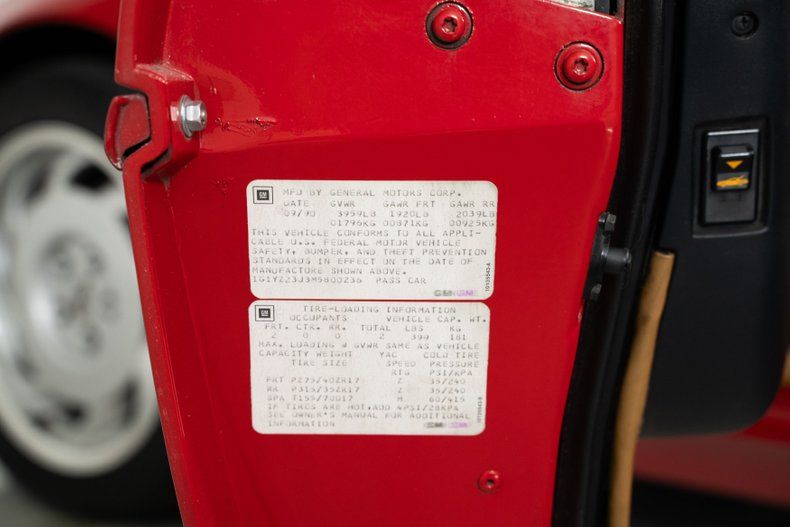 GM
MFD BY GENERAL MOTORS CORP.
DATE GVWR GAWR FRT GAWR RR
09/90 3959LB 1920LB 2039LB
01796KG 00871KG 00925KG
THIS VEHICLE CONFORMS TO ALL APPLI-
CABLE U.S. FEDERAL MOTOR VEHICLE
SAFETY, BUMPER, AND THEFT PREVENTION
STANDARDS IN EFFECT ON THE DATE OF
MANUFACTURE SHOWN ABOVE.
1G1YZ23J3M5800236 PASS CAR
GM
TIRE-LOADING INFORMATION
OCCUPANTS VEHICLE CAP. WT.
FRT. CTR. RR. TOTAL LBS KG
2 0 0 2 399 181
MAX. LOADING @ GVWR SAME AS VEHICLE
CAPACITY WEIGHT YAC COLD TIRE
TIRE SIZE SPEED PRESSURE
RTG PSI/KPA
FRT P275/40ZR17 Z 35/240
RR P315/35ZR17 Z 35/240
SPA T155/70D17 M 60/415
IF TIRES ARE HOT, ADD 4PSI/28KPA
SEE OWNER'S MANUAL FOR ADDITIONAL
INFORMATION